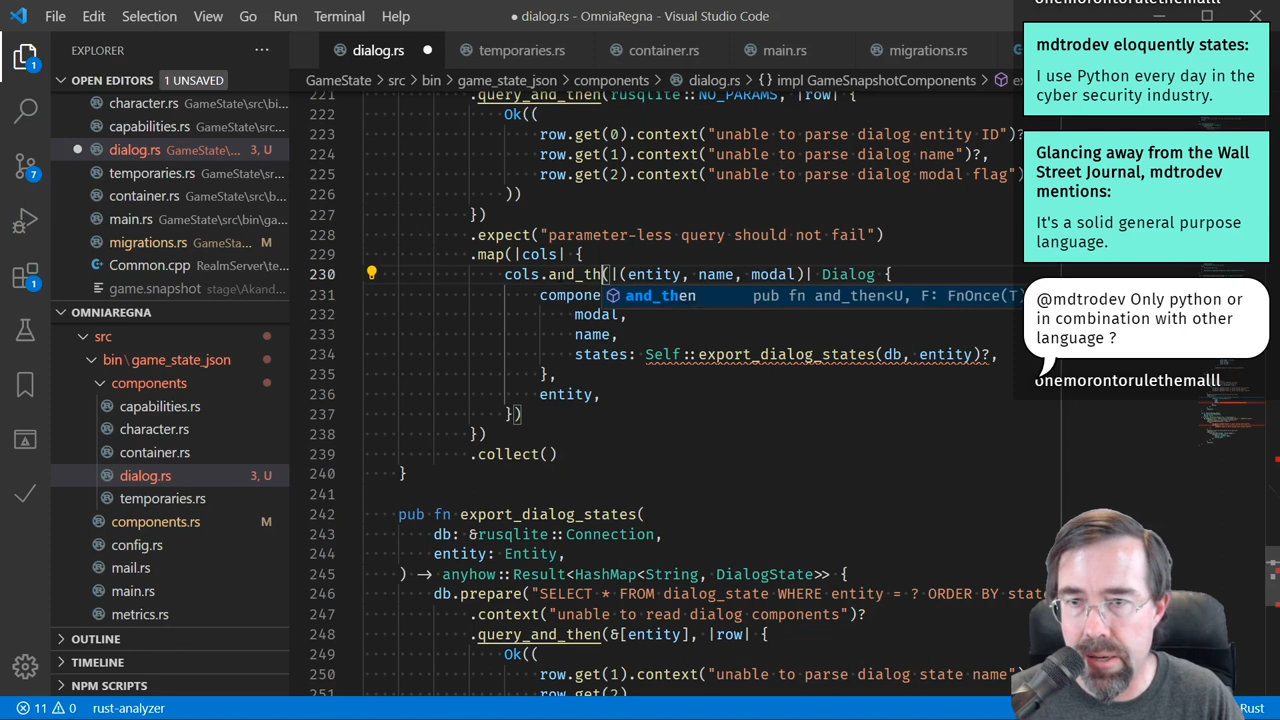 File Edit Selection View Go Run Terminal Help
● dialog.rs - OmniaRegna - Visual Studio Code
EXPLORER ···
OPEN EDITORS 1 UNSAVED
character.rs GameState\src\bi...
capabilities.rs GameState\src...
● dialog.rs GameState\... 3, U
temporaries.rs GameState\src...
container.rs GameState\src\b...
main.rs GameState\src\bin\ga...
migrations.rs GameSta... M
Common.cpp RealmServer\tre...
game.snapshot stage\Akand...
OMNIAREGNA
src
bin\game_state_json
components
capabilities.rs
character.rs
container.rs
dialog.rs 3, U
temporaries.rs
components.rs M
config.rs
mail.rs
main.rs
metrics.rs
OUTLINE
TIMELINE
NPM SCRIPTS
1
7
dialog.rs ●
temporaries.rs
container.rs
main.rs
migrations.rs
GameState > src > bin > game_state_json > components > dialog.rs > {} impl GameSnapshotComponents >
221 .query_and_then(rusqlite::NO_PARAMS, |row| {
222 Ok((
223 row.get(0).context("unable to parse dialog entity ID")?
224 row.get(1).context("unable to parse dialog name")?,
225 row.get(2).context("unable to parse dialog modal flag")
226 ))
227 })
228 .expect("parameter-less query should not fail")
229 .map(|cols| {
230 cols.and_th(|(entity, name, modal)| Dialog {
231 compone
and_then pub fn and_then<U, F: FnOnce(T)
232 modal,
233 name,
234 states: Self::export_dialog_states(db, entity)?,
235 },
236 entity,
237 })
238 })
239 .collect()
240 }
241
242 pub fn export_dialog_states(
243 db: &rusqlite::Connection,
244 entity: Entity,
245 ) → anyhow::Result<HashMap<String, DialogState>> {
246 db.prepare("SELECT * FROM dialog_state WHERE entity = ? ORDER BY state
247 .context("unable to read dialog components")?
248 .query_and_then(&[entity], |row| {
249 Ok((
250 row.get(1).context("unable to parse dialog state name")
251 row.get(2)
onemorontorulethemalll
mdtrodev eloquently states:
I use Python every day in the
cyber security industry.
Glancing away from the Wall
Street Journal, mdtrodev
mentions:
It's a solid general purpose
language.
@mdtrodev Only python or
in combination with other
language ?
onemorontorulethemalll
11 0 rust-analyzer
Rust